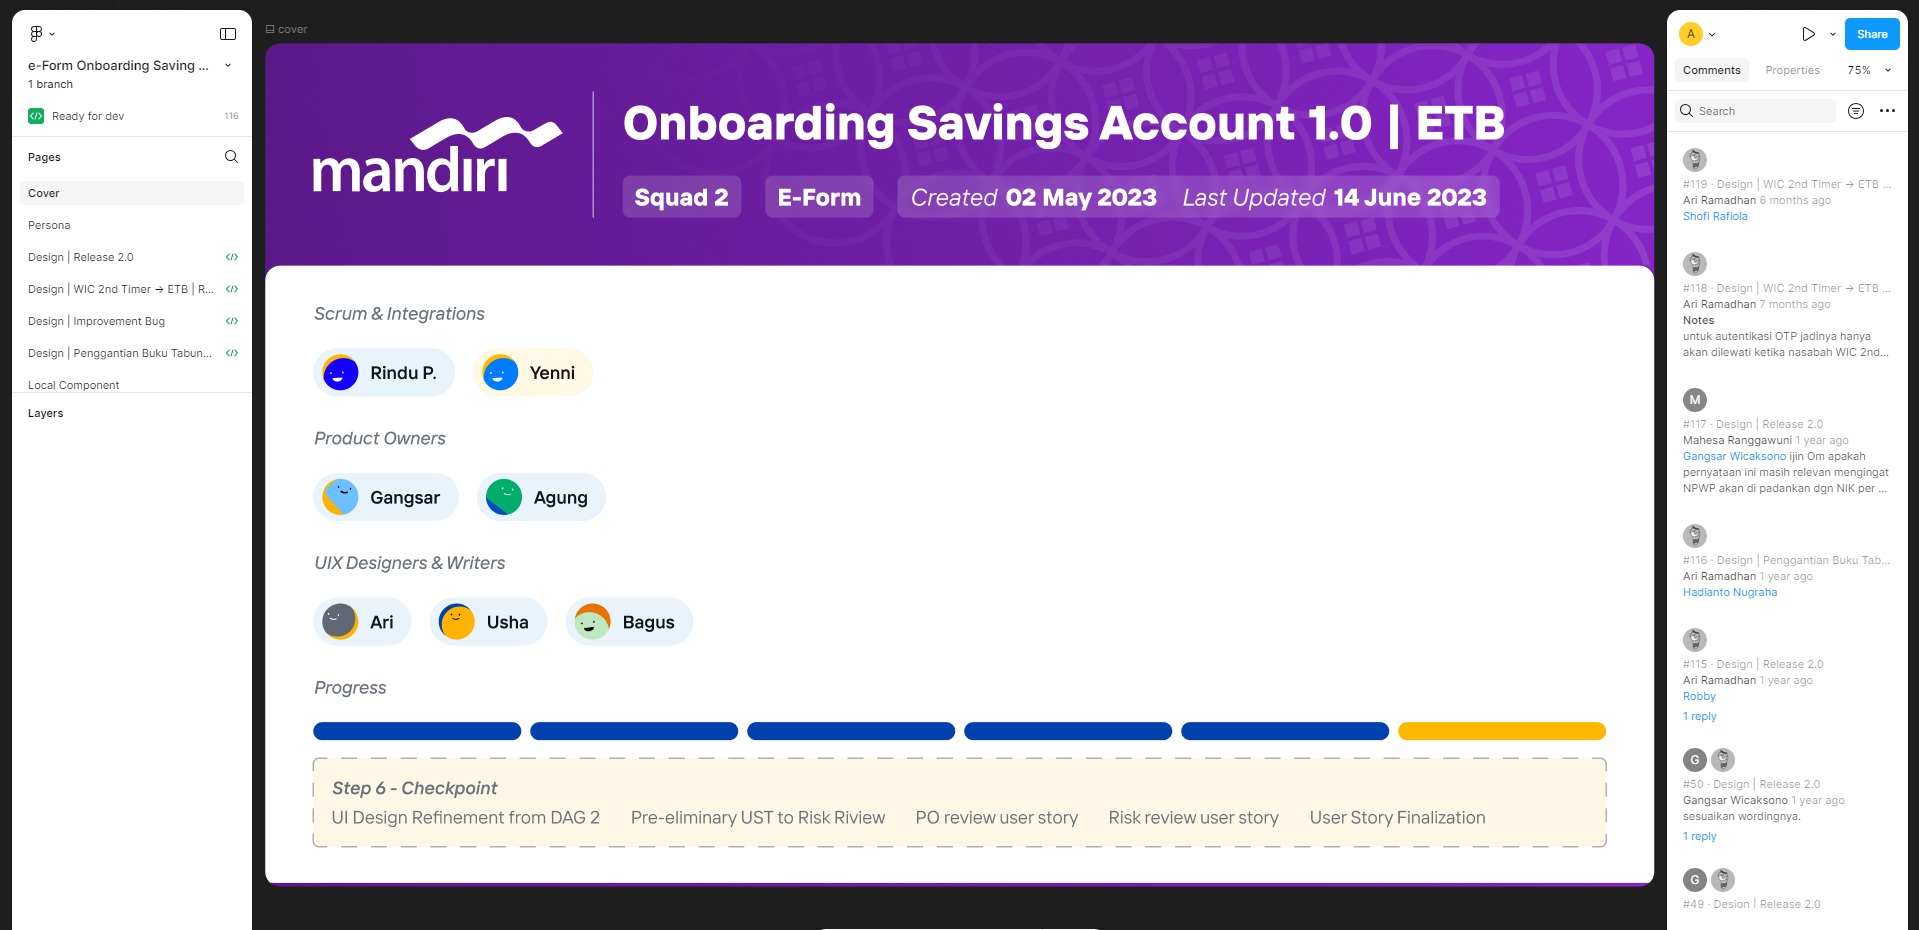 e-Form Onboarding Saving ...
1 branch
Ready for dev
116
Pages
Cover
Persona
Design | Release 2.0
Design | WIC 2nd Timer → ETB | R...
Design | Improvement Bug
Design | Penggantian Buku Tabun...
Local Component
Layers
cover
mandiri
Onboarding Savings Account 1.0 | ETB
Squad 2
E-Form
Created 02 May 2023 Last Updated 14 June 2023
Scrum & Integrations
Rindu P.
Yenni
Product Owners
Gangsar
Agung
UIX Designers & Writers
Ari
Usha
Bagus
Progress
Step 6 - Checkpoint
UI Design Refinement from DAG 2
Pre-eliminary UST to Risk Riview
PO review user story
Risk review user story
User Story Finalization
A
Share
Comments
Properties
75%
Search
#119 · Design | WIC 2nd Timer → ETB ...
Ari Ramadhan 6 months ago
Shofi Rafiola
#118 · Design | WIC 2nd Timer → ETB ...
Ari Ramadhan 7 months ago
Notes
untuk autentikasi OTP jadinya hanya
akan dilewati ketika nasabah WIC 2nd...
M
#117 · Design | Release 2.0
Mahesa Ranggawuni 1 year ago
Gangsar Wicaksono ijin Om apakah
pernyataan ini masih relevan mengingat
NPWP akan di padankan dgn NIK per ...
#116 · Design | Penggantian Buku Tab...
Ari Ramadhan 1 year ago
Hadianto Nugraha
#115 · Design | Release 2.0
Ari Ramadhan 1 year ago
Robby
1 reply
G
#50 · Design | Release 2.0
Gangsar Wicaksono 1 year ago
sesuaikan wordingnya.
1 reply
G
#49 · Design | Release 2.0